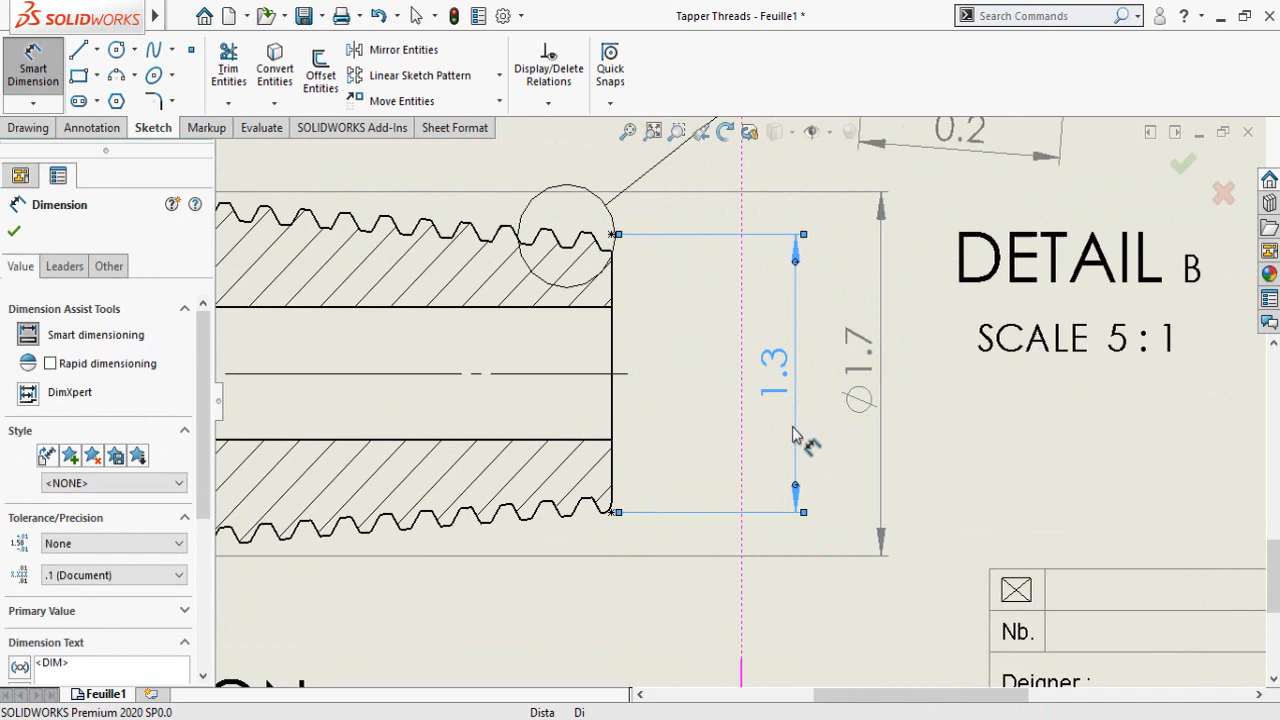 SOLIDWORKS
Tapper Threads - Feuille1 *
Search Commands
Smart
Dimension
Trim
Entities
Convert
Entities
Offset
Entities
Mirror Entities
Linear Sketch Pattern
Move Entities
Display/Delete
Relations
Quick
Snaps
Drawing
Annotation
Sketch
Markup
Evaluate
SOLIDWORKS Add-Ins
Sheet Format
Dimension
Value
Leaders
Other
Dimension Assist Tools
Smart dimensioning
Rapid dimensioning
DimXpert
Style
<NONE>
Tolerance/Precision
None
.1 (Document)
Primary Value
Dimension Text
<DIM>
0.2
1.3
∅1.7
DETAIL B
SCALE 5 : 1
Nb.
Deigner :
Feuille1
SOLIDWORKS Premium 2020 SP0.0
Dista
Di